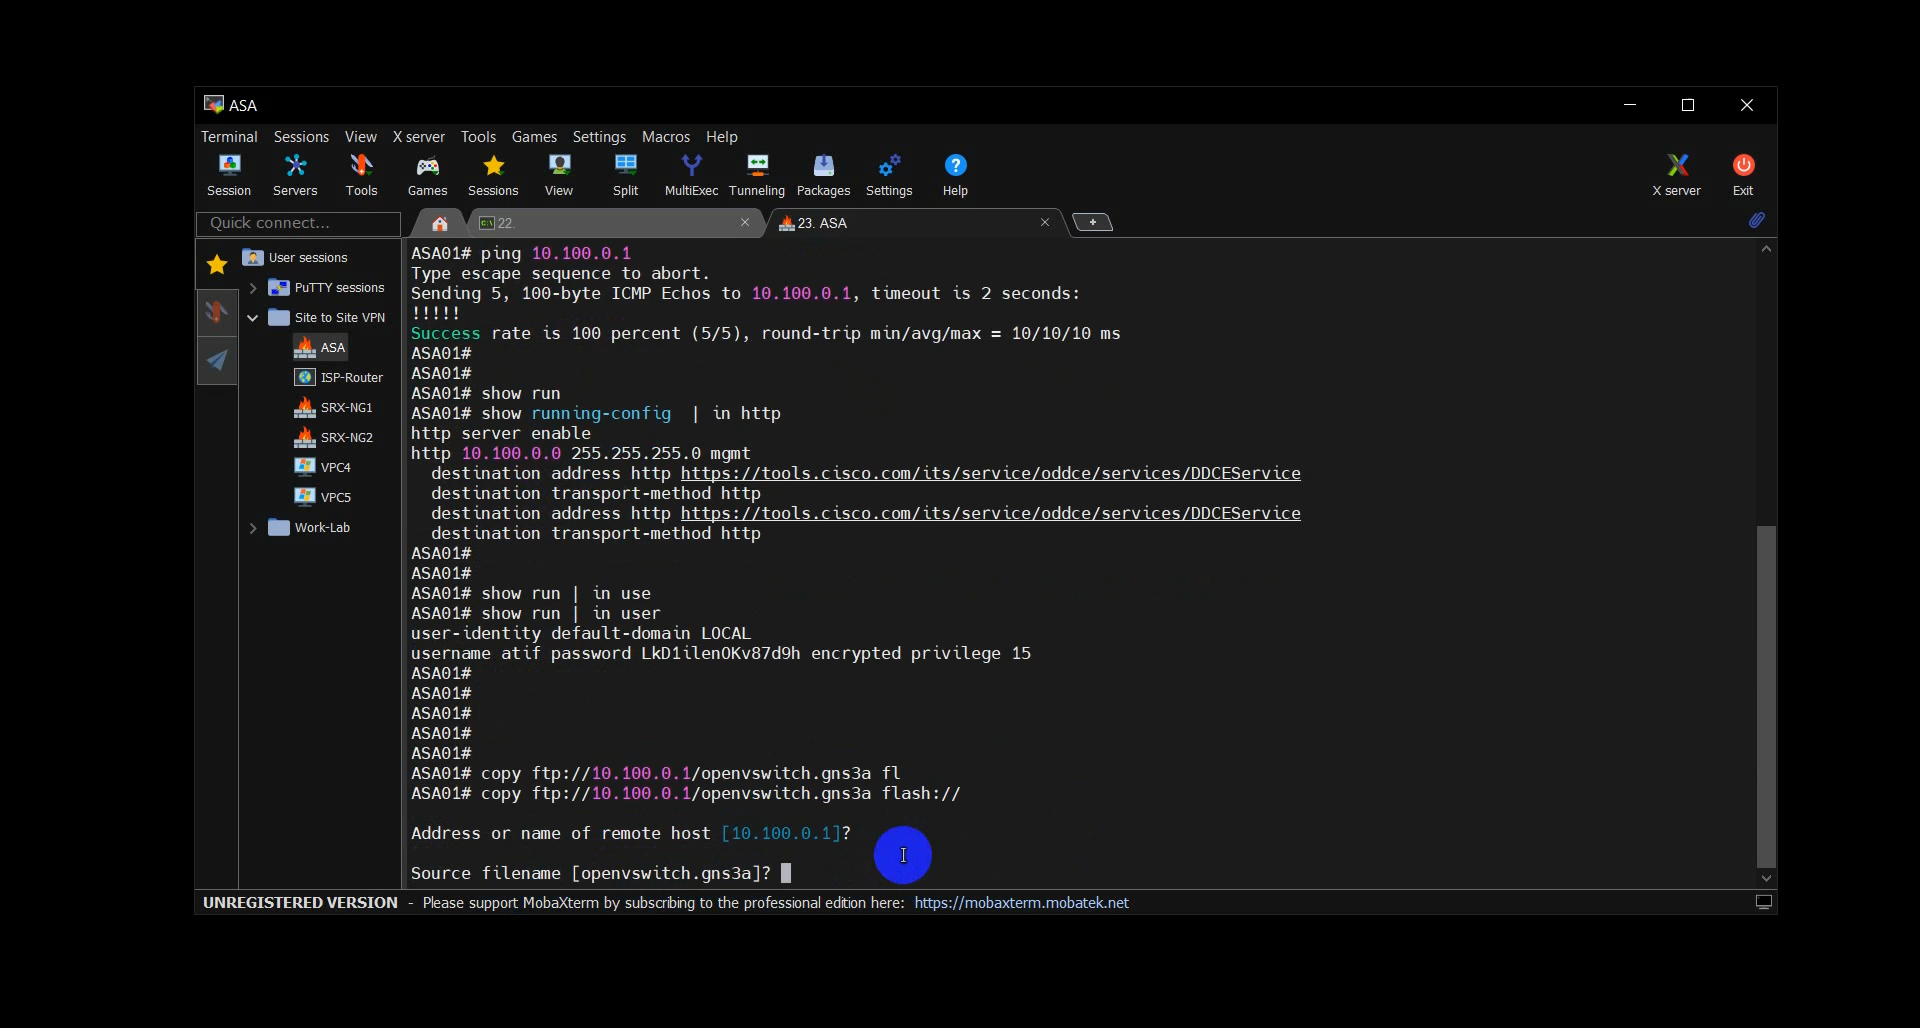 ASA
Terminal Sessions View X server Tools Games Settings Macros Help
Session Servers Tools Games Sessions View Split MultiExec Tunneling Packages Settings Help X server Exit
Quick connect...
22.
23. ASA
User sessions
PuTTY sessions
Site to Site VPN
ASA
ISP-Router
SRX-NG1
SRX-NG2
VPC4
VPC5
Work-Lab
ASA01# ping 10.100.0.1
Type escape sequence to abort.
Sending 5, 100-byte ICMP Echos to 10.100.0.1, timeout is 2 seconds:
!!!!!
Success rate is 100 percent (5/5), round-trip min/avg/max = 10/10/10 ms
ASA01#
ASA01#
ASA01# show run
ASA01# show running-config | in http
http server enable
http 10.100.0.0 255.255.255.0 mgmt
destination address http https://tools.cisco.com/its/service/oddce/services/DDCEService
destination transport-method http
destination address http https://tools.cisco.com/its/service/oddce/services/DDCEService
destination transport-method http
ASA01#
ASA01#
ASA01# show run | in use
ASA01# show run | in user
user-identity default-domain LOCAL
username atif password LkD1ilenOKv87d9h encrypted privilege 15
ASA01#
ASA01#
ASA01#
ASA01#
ASA01#
ASA01# copy ftp://10.100.0.1/openvswitch.gns3a fl
ASA01# copy ftp://10.100.0.1/openvswitch.gns3a flash://
Address or name of remote host [10.100.0.1]?
Source filename [openvswitch.gns3a]?
UNREGISTERED VERSION - Please support MobaXterm by subscribing to the professional edition here: https://mobaxterm.mobatek.net